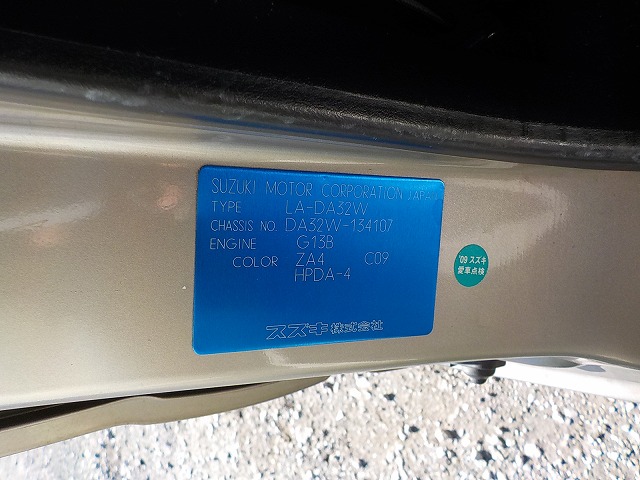 SUZUKI MOTOR CORPORATION JAPAN
TYPE LA-DA32W
CHASSIS NO. DA32W-134107
ENGINE G13B
COLOR ZA4 C09
HPDA-4
スズキ株式会社
'09 スズキ
愛車点検